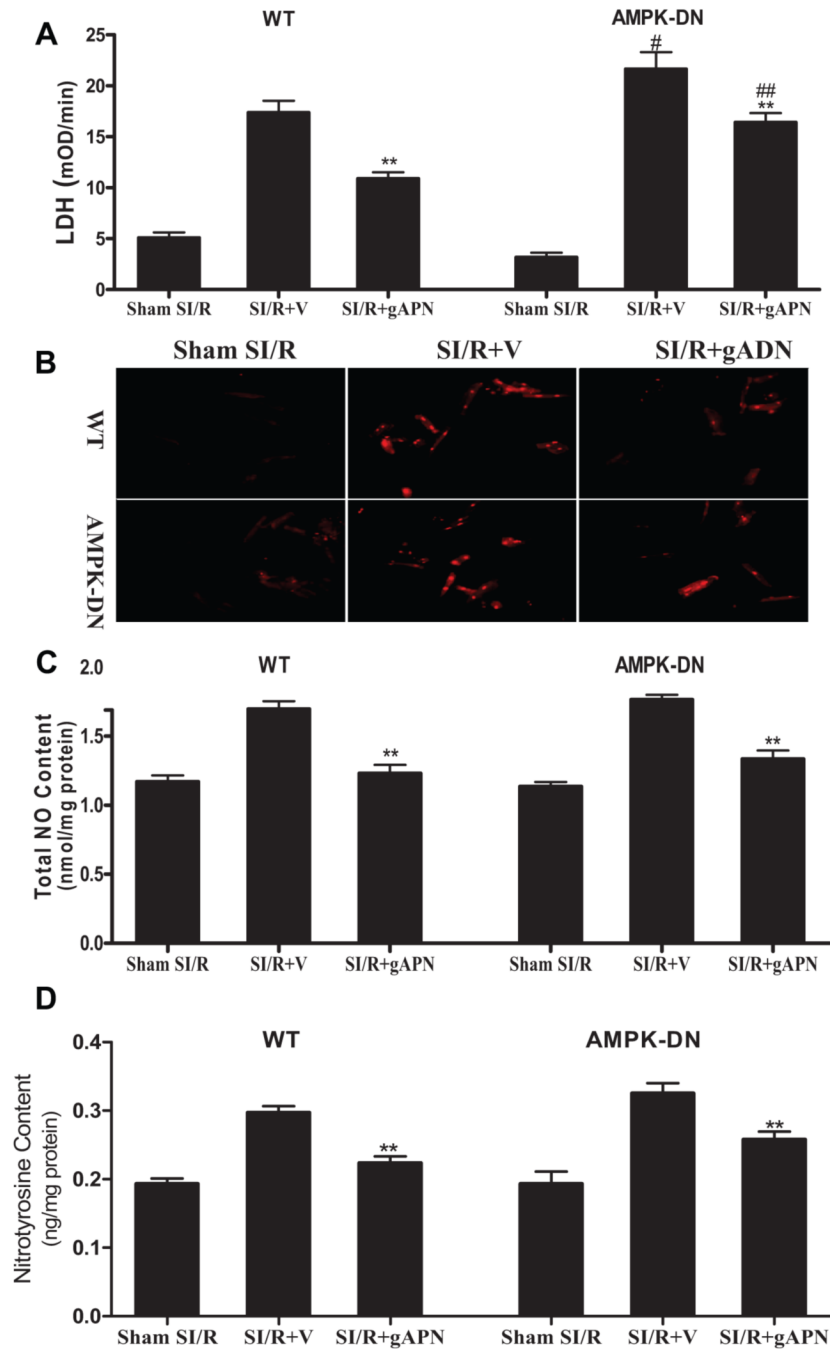 A
WT
AMPK-DN
LDH (mOD/min)
25
20
15
10
5
0
**
#
##
**
Sham SI/R
SI/R+V
SI/R+gAPN
Sham SI/R
SI/R+V
SI/R+gAPN
B
Sham SI/R
SI/R+V
SI/R+gADN
WT
AMPK-DN
C
WT
AMPK-DN
Total NO Content
(nmol/mg protein)
2.0
1.5
1.0
0.5
0.0
**
**
Sham SI/R
SI/R+V
SI/R+gAPN
Sham SI/R
SI/R+V
SI/R+gAPN
D
WT
AMPK-DN
Nitrotyrosine Content
(ng/mg protein)
0.4
0.3
0.2
0.1
0.0
**
**
Sham SI/R
SI/R+V
SI/R+gAPN
Sham SI/R
SI/R+V
SI/R+gAPN